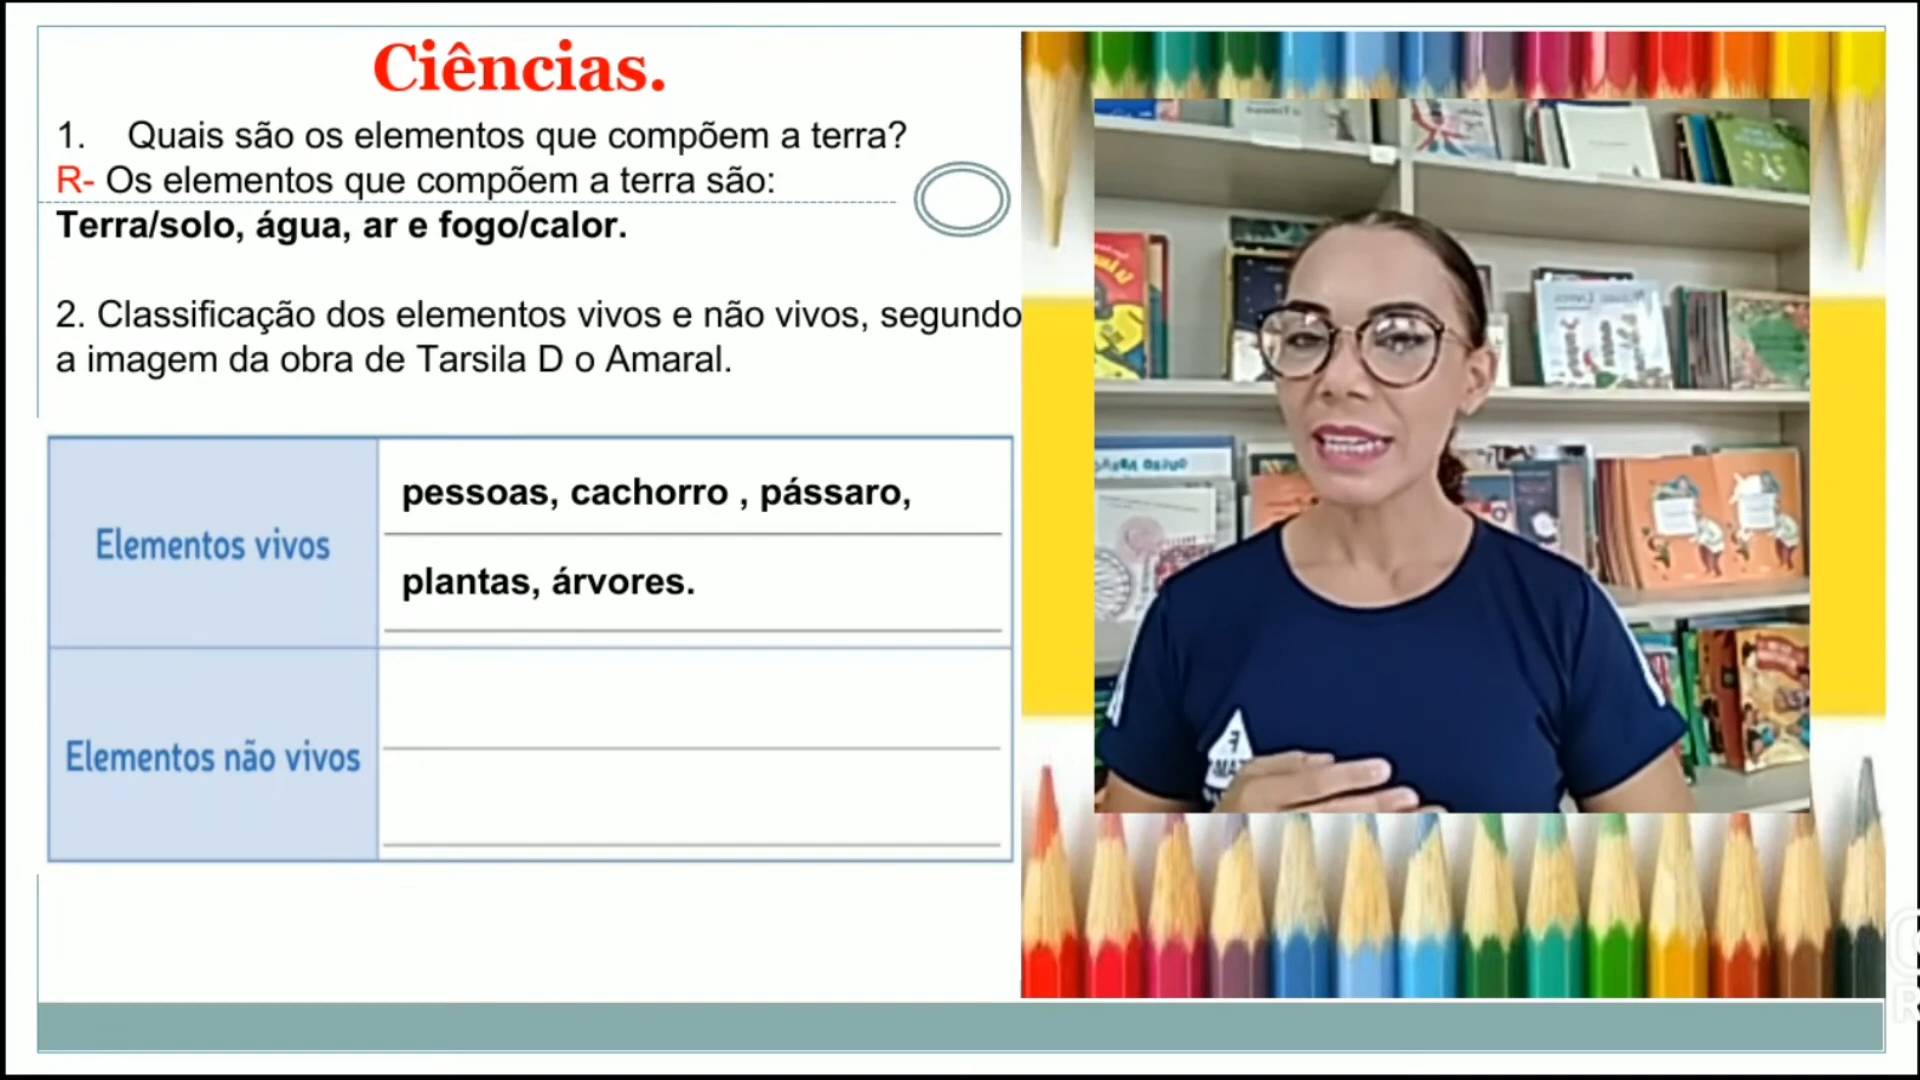 Ciências.
1. Quais são os elementos que compõem a terra?
R- Os elementos que compõem a terra são:
Terra/solo, água, ar e fogo/calor.
2. Classificação dos elementos vivos e não vivos, segundo
a imagem da obra de Tarsila D o Amaral.
Elementos vivos
pessoas, cachorro , pássaro,
plantas, árvores.
Elementos não vivos